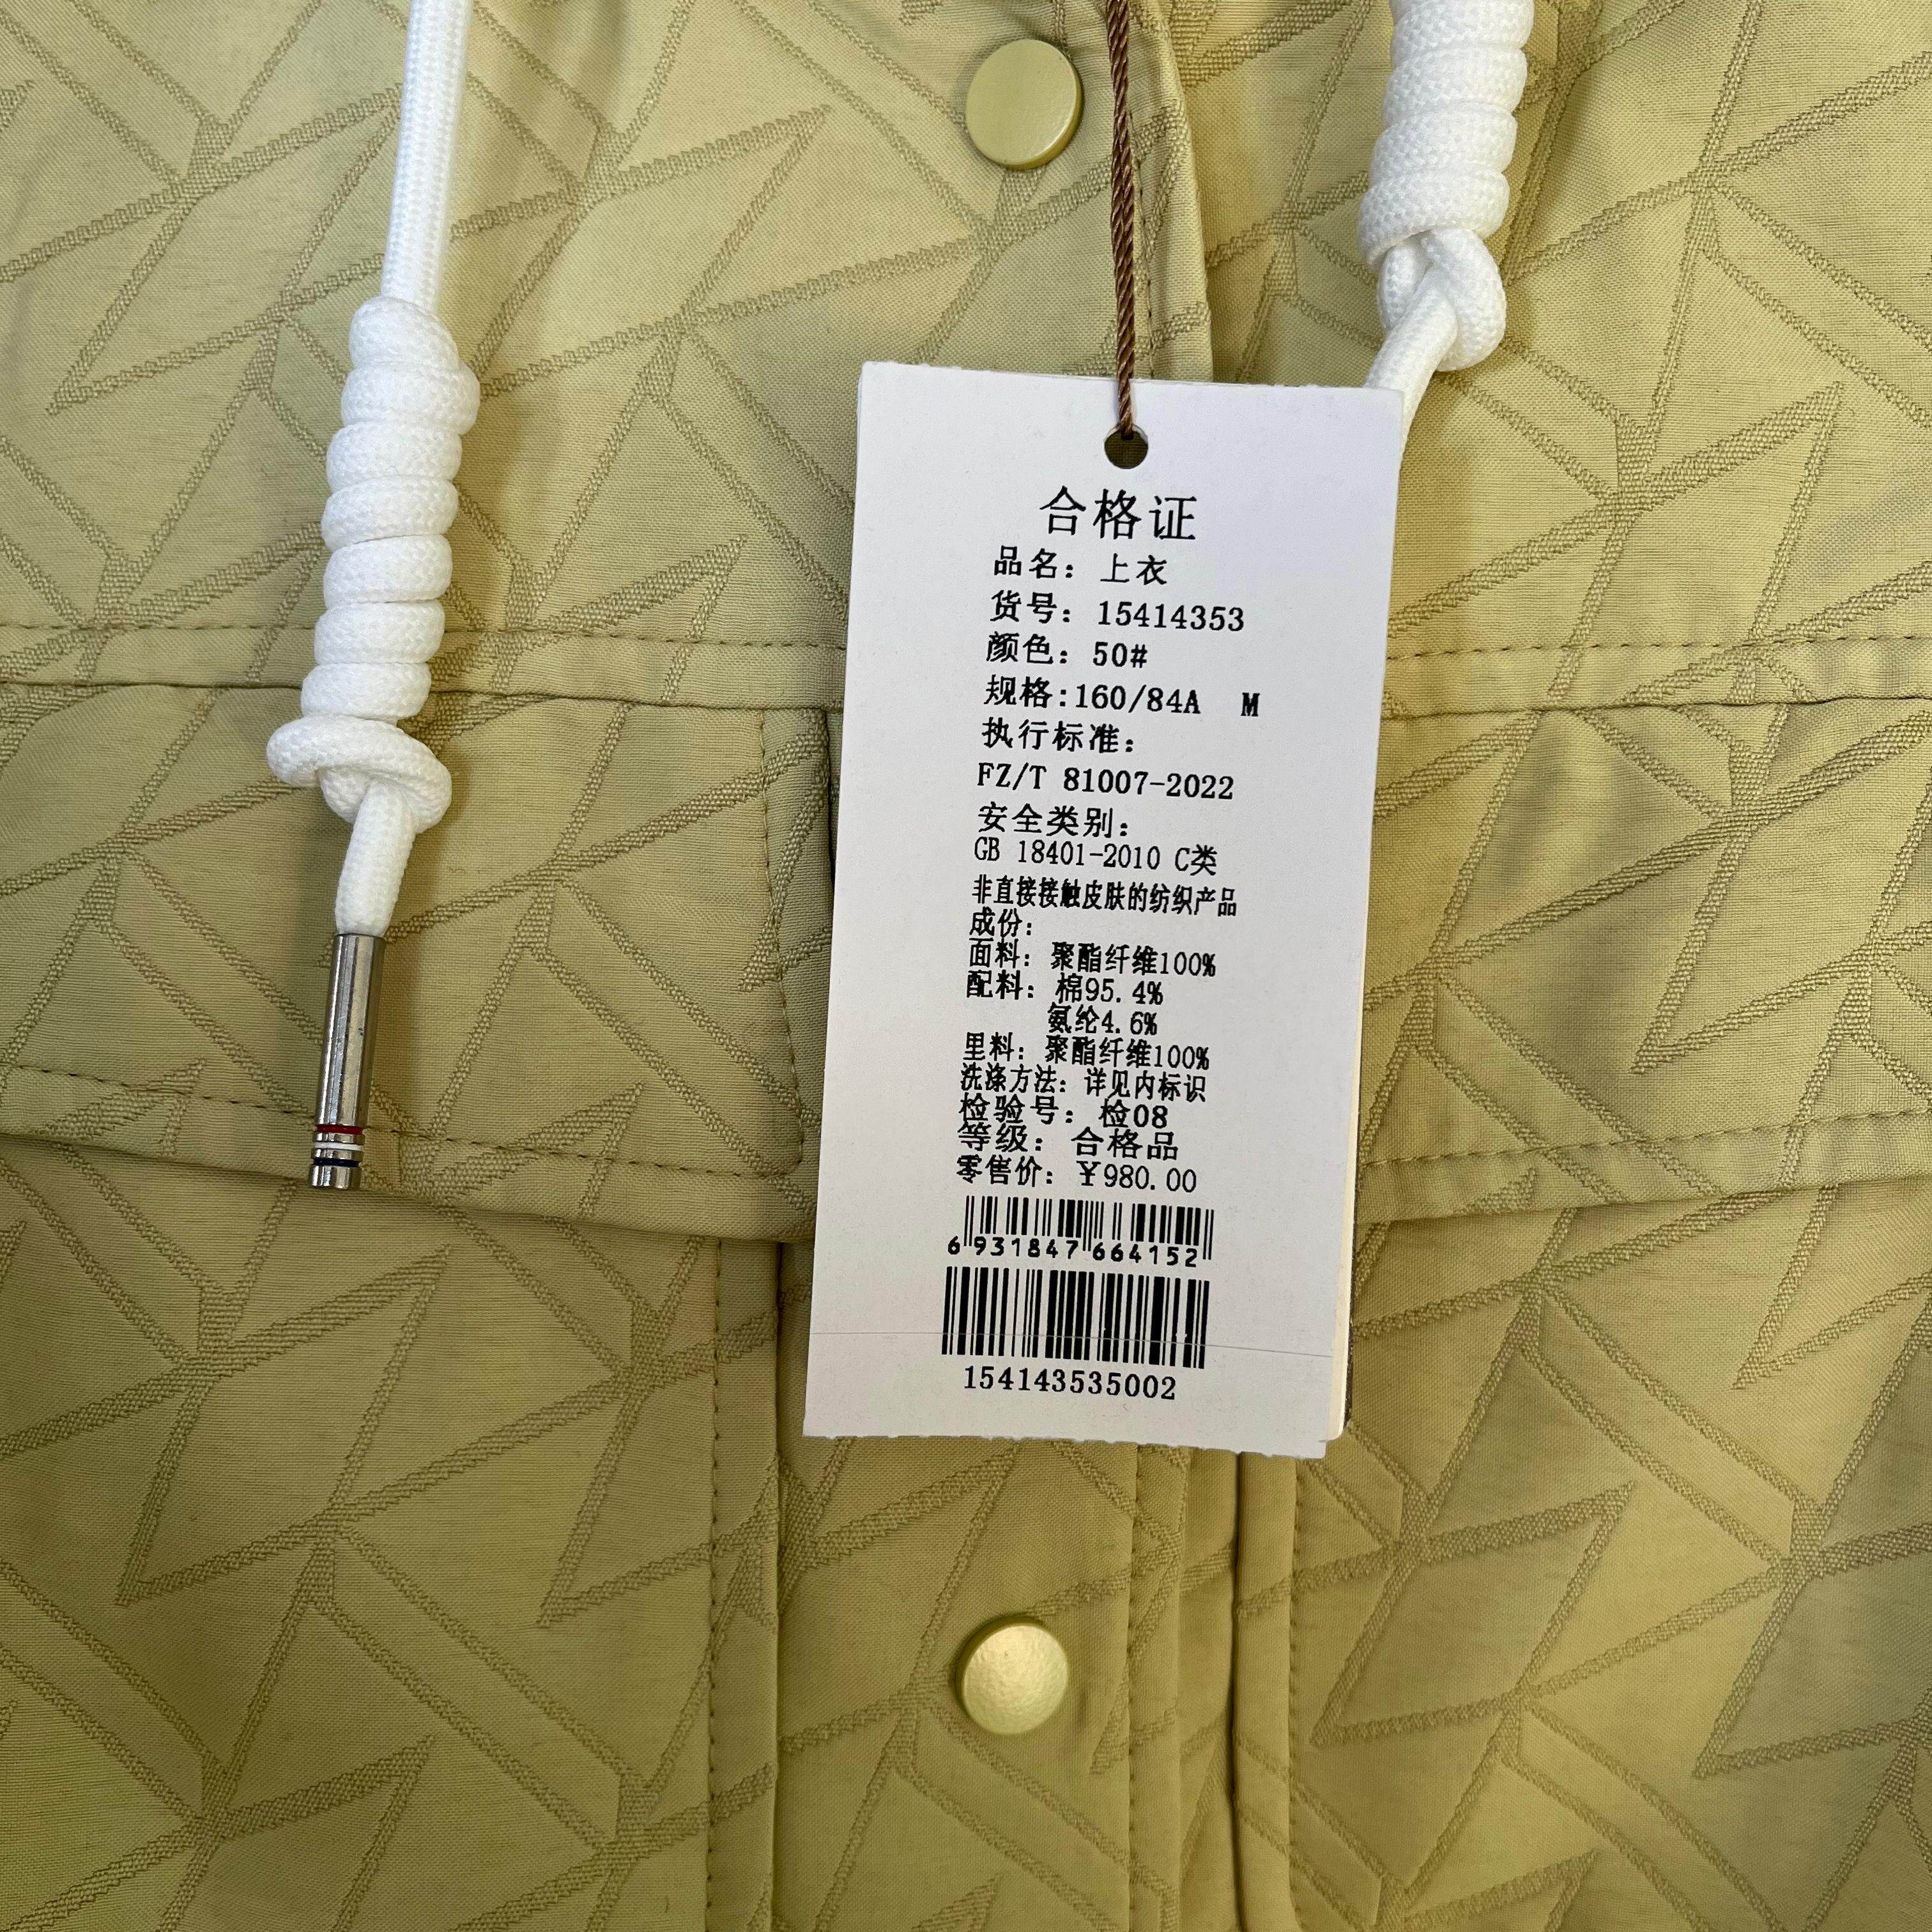 合格证
品名：上衣
货号：15414353
颜色：50#
规格:160/84A M
执行标准：
FZ/T 81007-2022
安全类别：
GB 18401-2010 C类
非直接接触皮肤的纺织产品
成份：
面料：聚酯纤维100%
配料：棉95.4%
氨纶4.6%
里料：聚酯纤维100%
洗涤方法：详见内标识
检验号：检08
等级：合格品
零售价：￥980.00
6 931847 664152
154143535002